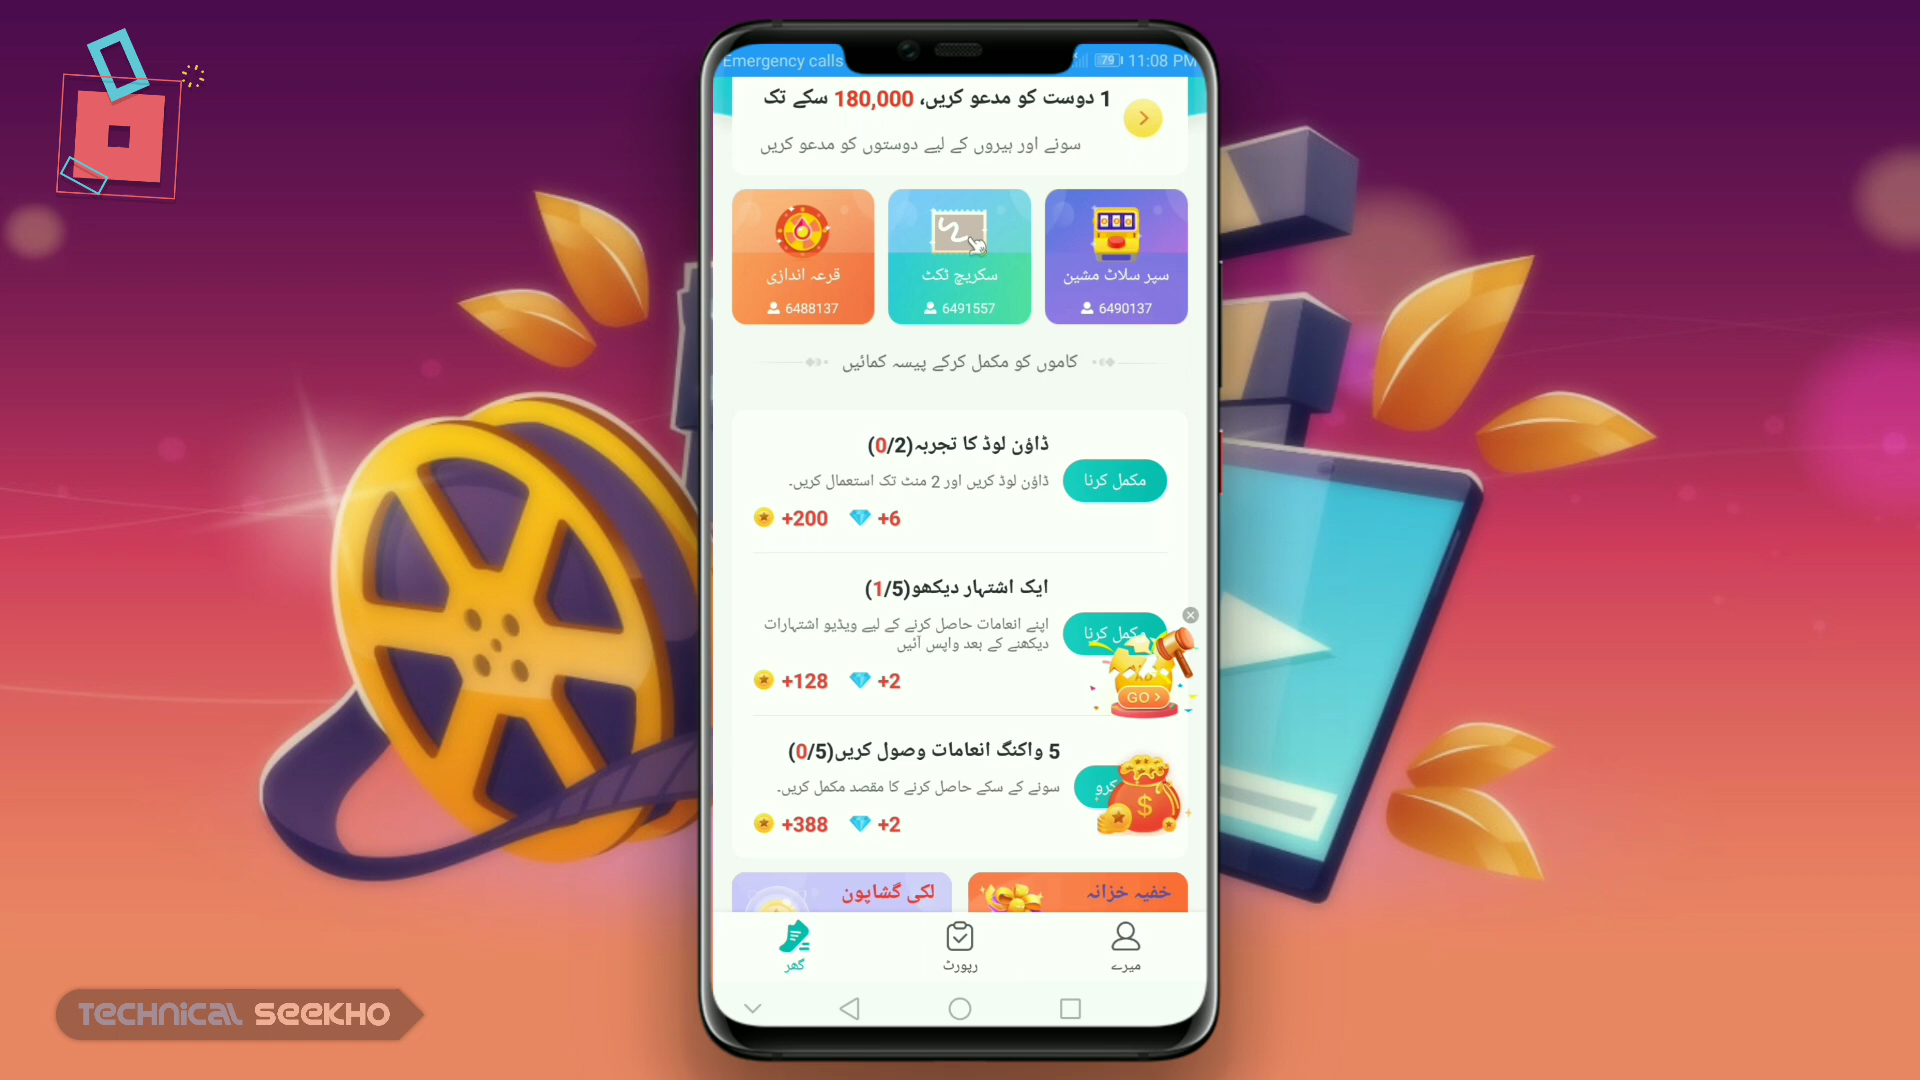 Emergency calls
79
11:08 PM
1 دوست کو مدعو کریں، 180,000 سکے تک
سونے اور ہیروں کے لیے دوستوں کو مدعو کریں
قرعہ اندازی
6488137
سکریچ ٹکٹ
6491557
سپر سلاٹ مشین
6490137
کاموں کو مکمل کرکے پیسہ کمائیں
ڈاؤن لوڈ کا تجربہ(0/2)
ڈاؤن لوڈ کریں اور 2 منٹ تک استعمال کریں۔
مکمل کرنا
+200 +6
ایک اشتہار دیکھو(1/5)
اپنے انعامات حاصل کرنے کے لیے ویڈیو اشتہارات
دیکھنے کے بعد واپس آئیں
مکمل کرنا
+128 +2
GO >
5 واکنگ انعامات وصول کریں(0/5)
سونے کے سکے حاصل کرنے کا مقصد مکمل کریں۔
کرو
+388 +2
$
لکی گشاپون
خفیہ خزانہ
گھر
رپورٹ
میرے
TECHNICAL SEEKHO